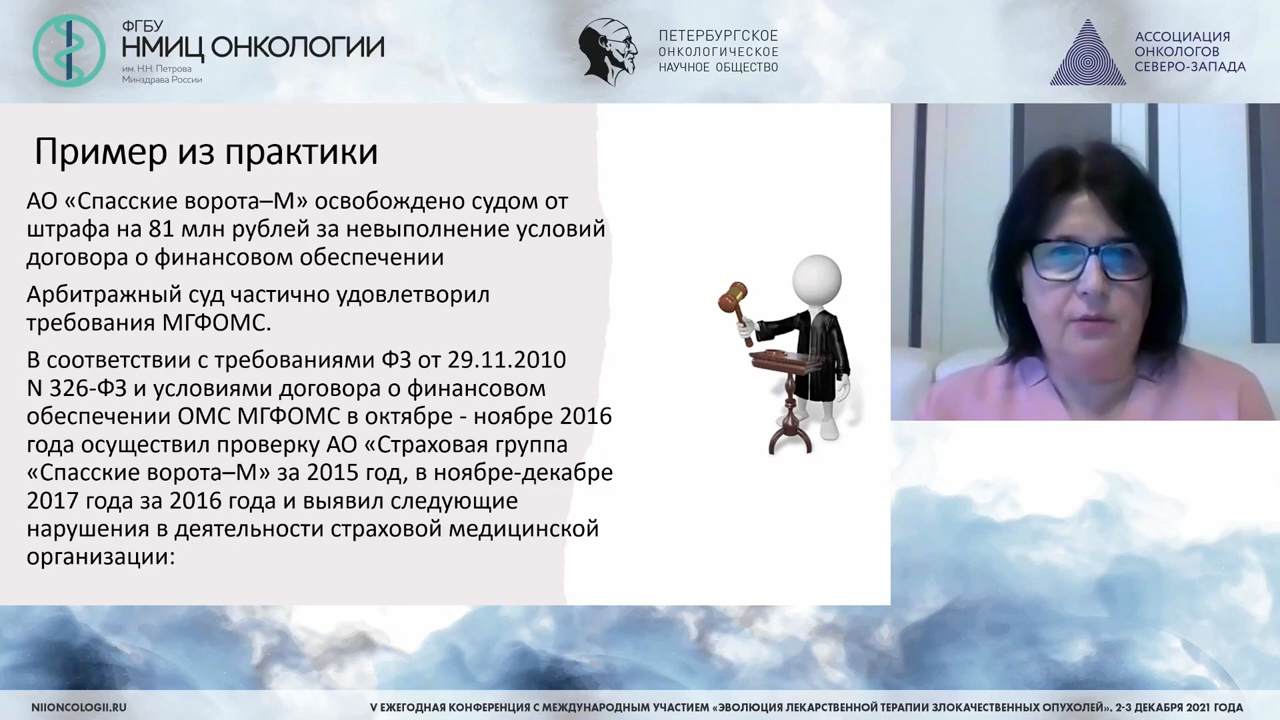 ФГБУ
НМИЦ ОНКОЛОГИИ
им. Н.Н. Петрова
Минздрава России
ПЕТЕРБУРГСКОЕ
ОНКОЛОГИЧЕСКОЕ
НАУЧНОЕ ОБЩЕСТВО
АССОЦИАЦИЯ
ОНКОЛОГОВ
СЕВЕРО-ЗАПАДА
Пример из практики
АО «Спасские ворота–М» освобождено судом от
штрафа на 81 млн рублей за невыполнение условий
договора о финансовом обеспечении
Арбитражный суд частично удовлетворил
требования МГФОМС.
В соответствии с требованиями ФЗ от 29.11.2010
N 326-ФЗ и условиями договора о финансовом
обеспечении ОМС МГФОМС в октябре - ноябре 2016
года осуществил проверку АО «Страховая группа
«Спасские ворота–М» за 2015 год, в ноябре-декабре
2017 года за 2016 года и выявил следующие
нарушения в деятельности страховой медицинской
организации:
NIIONCOLOGII.RU
V ЕЖЕГОДНАЯ КОНФЕРЕНЦИЯ С МЕЖДУНАРОДНЫМ УЧАСТИЕМ «ЭВОЛЮЦИЯ ЛЕКАРСТВЕННОЙ ТЕРАПИИ ЗЛОКАЧЕСТВЕННЫХ ОПУХОЛЕЙ». 2-3 ДЕКАБРЯ 2021 ГОДА